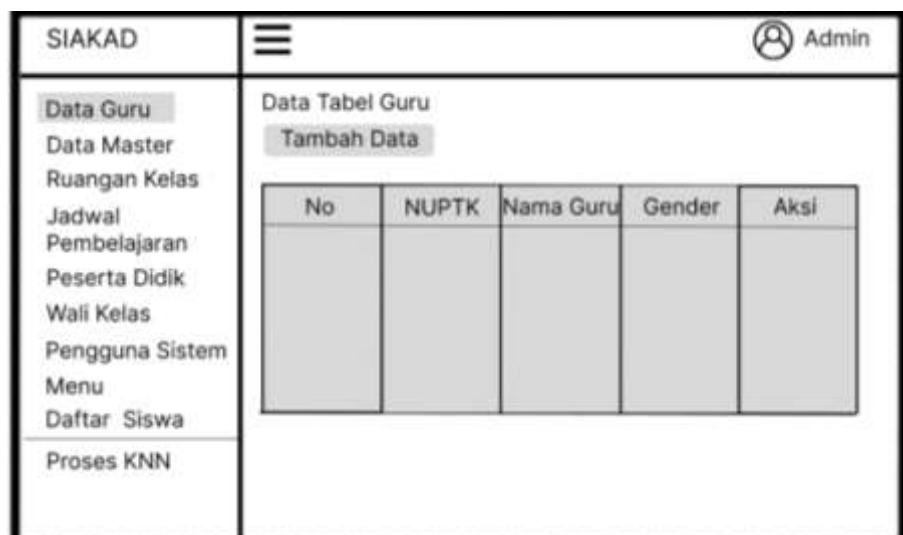 SIAKAD
Admin
Data Guru
Data Master
Ruangan Kelas
Jadwal
Pembelajaran
Peserta Didik
Wali Kelas
Pengguna Sistem
Menu
Daftar Siswa
Proses KNN
Data Tabel Guru
Tambah Data
No NUPTK Nama Guru Gender Aksi